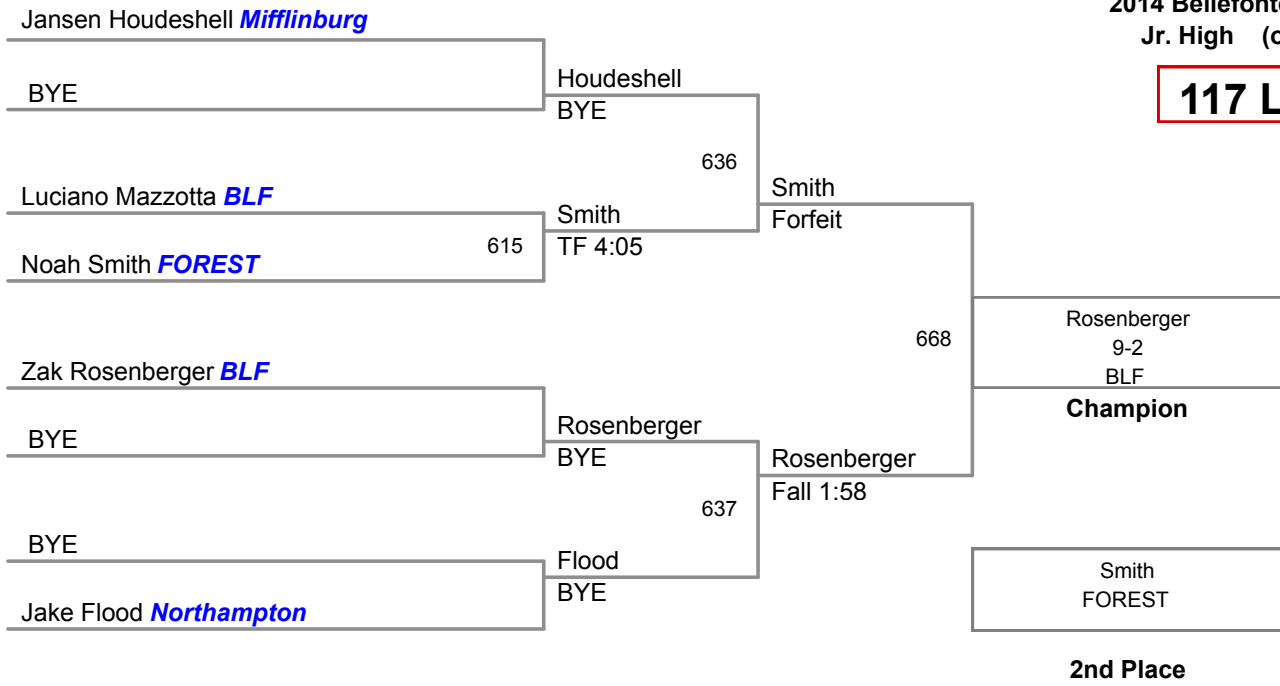 2014 Bellefonte
Jr. High (o
117 L
Jansen Houdeshell Mifflinburg
BYE
Houdeshell
BYE
636
Luciano Mazzotta BLF
Noah Smith FOREST
615
Smith
TF 4:05
Smith
Forfeit
668
Zak Rosenberger BLF
BYE
Rosenberger
BYE
637
BYE
Jake Flood Northampton
Flood
BYE
Rosenberger
Fall 1:58
Rosenberger
9-2
BLF
Champion
Smith
FOREST
2nd Place